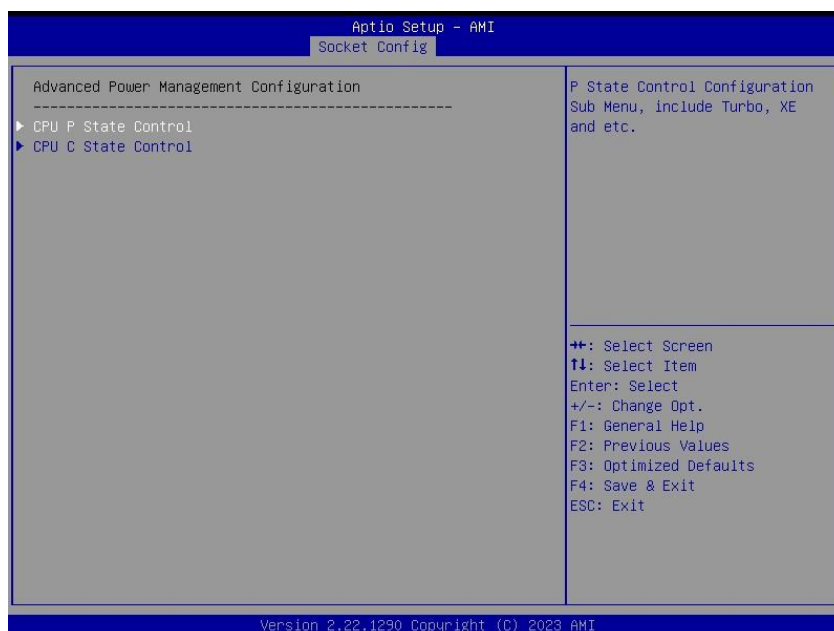 Aptio Setup – AMI
Socket Config
Advanced Power Management Configuration
--------------------------------------------------
▶ CPU P State Control
▶ CPU C State Control
P State Control Configuration
Sub Menu, include Turbo, XE
and etc.
→←: Select Screen
↑↓: Select Item
Enter: Select
+/-: Change Opt.
F1: General Help
F2: Previous Values
F3: Optimized Defaults
F4: Save & Exit
ESC: Exit
Version 2.22.1290 Copyright (C) 2023 AMI